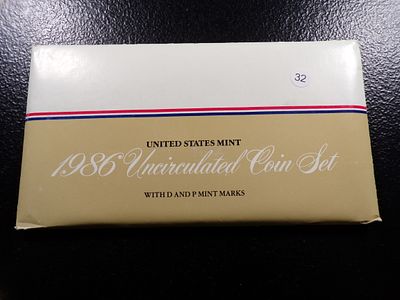 32
UNITED STATES MINT
1986 Uncirculated Coin Set
WITH D AND P MINT MARKS